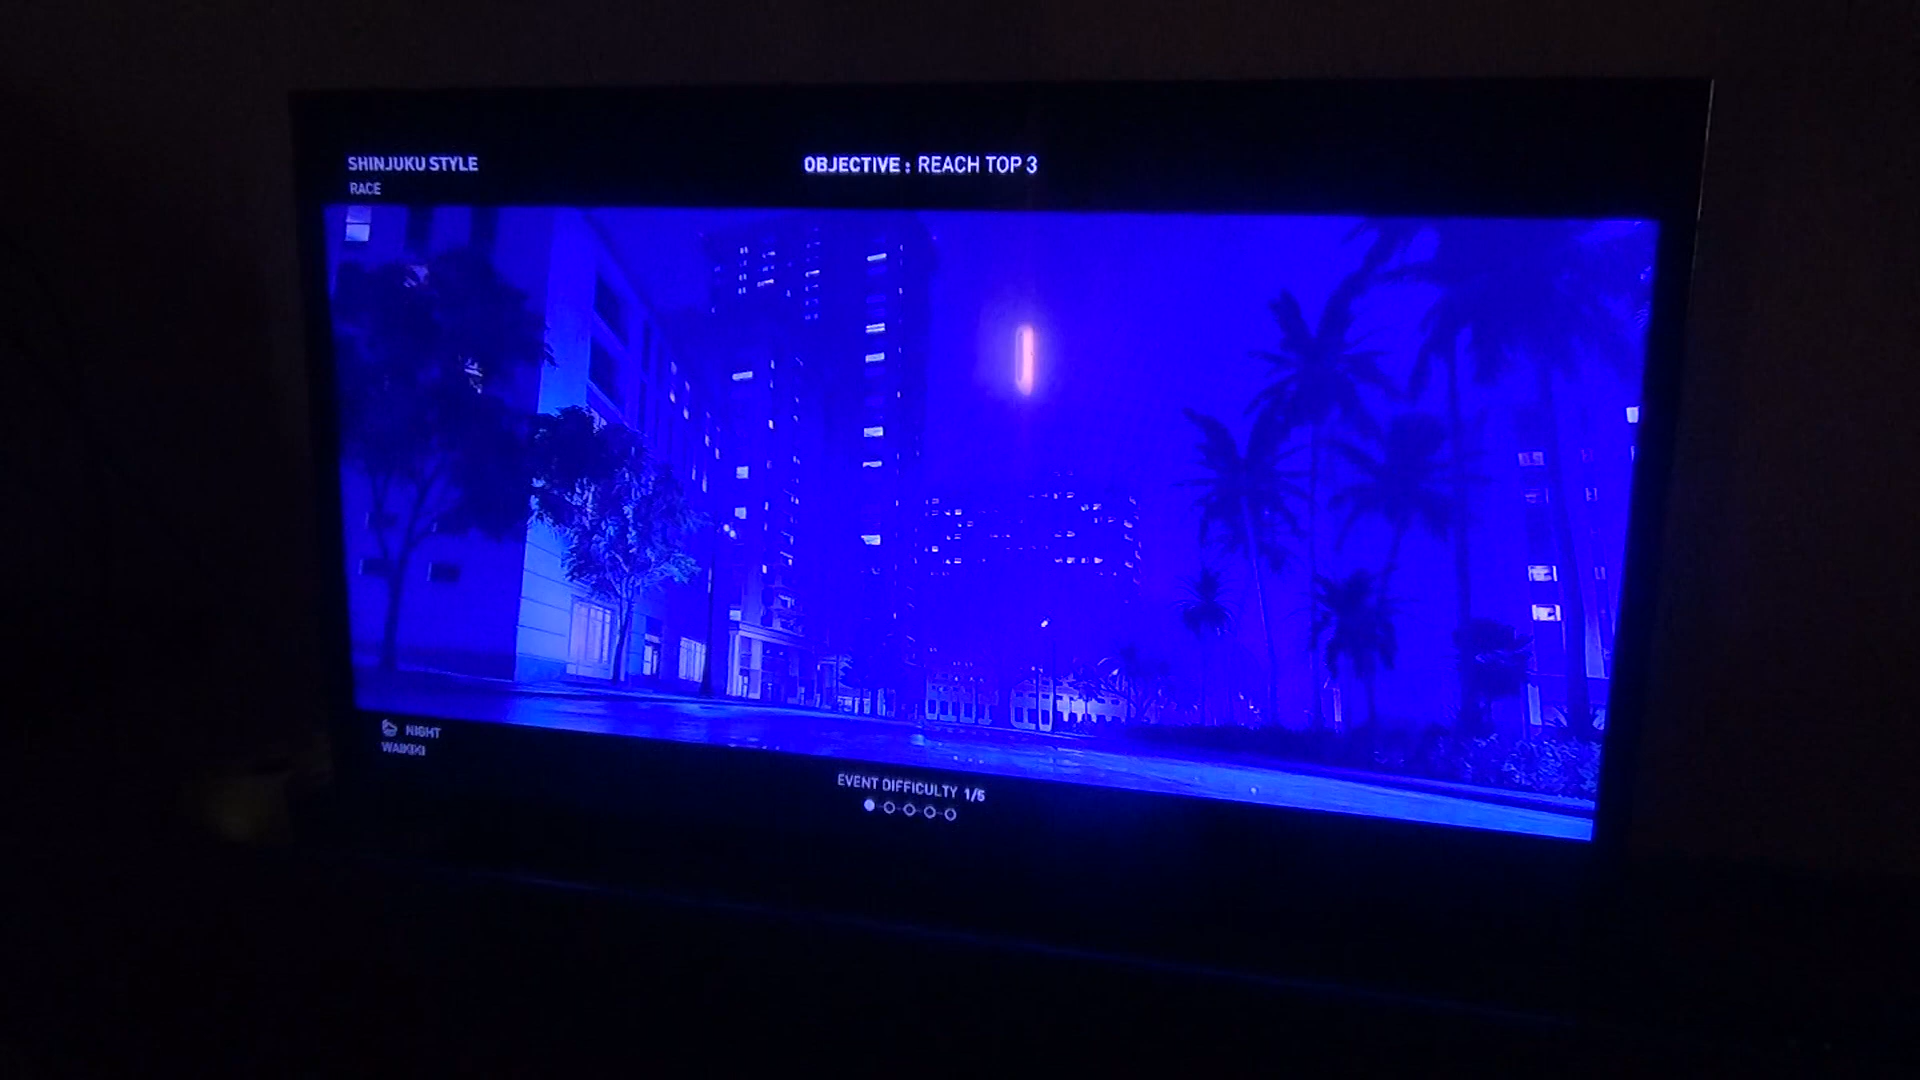 SHINJUKU STYLE
RACE
OBJECTIVE : REACH TOP 3
NIGHT
WAIKIKI
EVENT DIFFICULTY 1/5